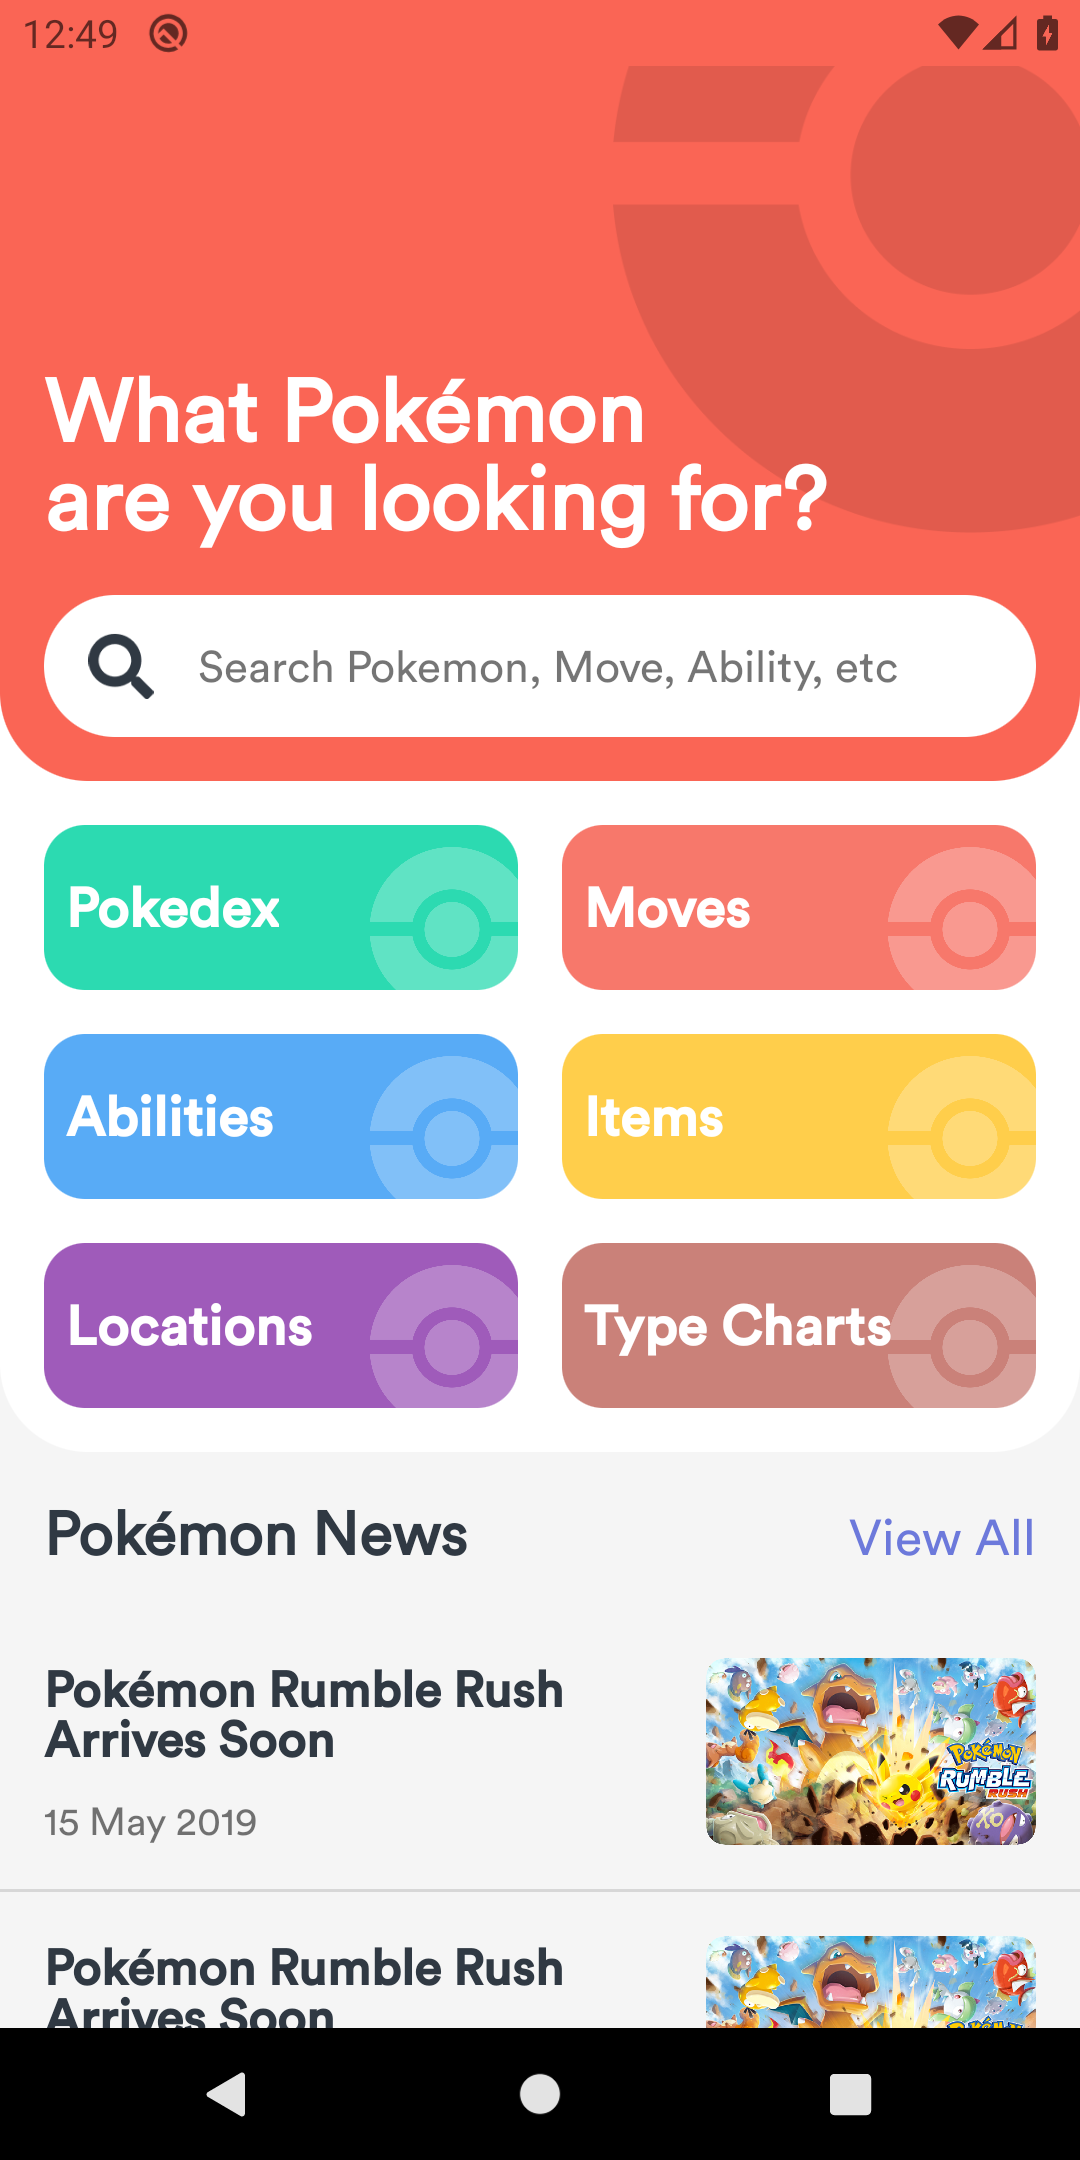 12:49
What Pokémon
are you looking for?
Search Pokemon, Move, Ability, etc
Pokedex
Moves
Abilities
Items
Locations
Type Charts
Pokémon News
View All
Pokémon Rumble Rush
Arrives Soon
15 May 2019
POKéMON
RUMBLE
RUSH
Pokémon Rumble Rush
Arrives Soon
POKéMON